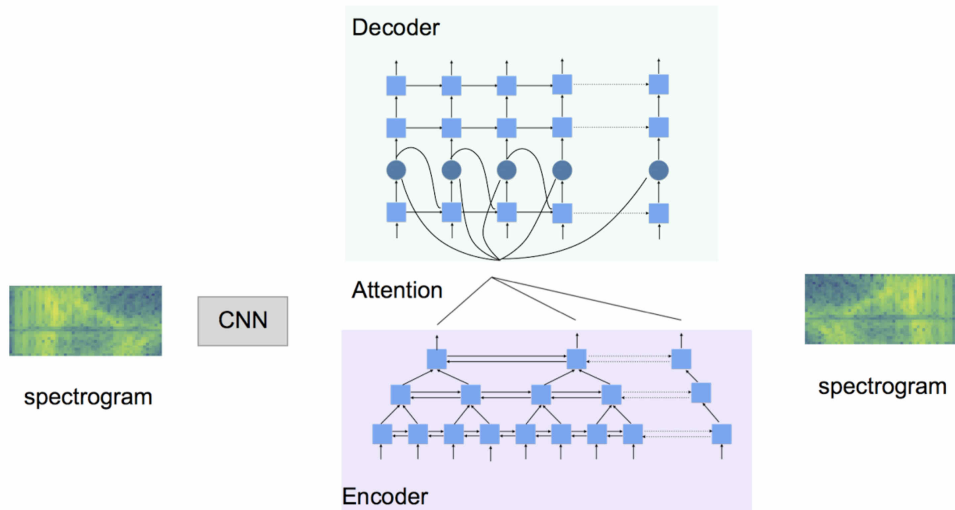 Decoder
Attention
CNN
spectrogram
spectrogram
Encoder